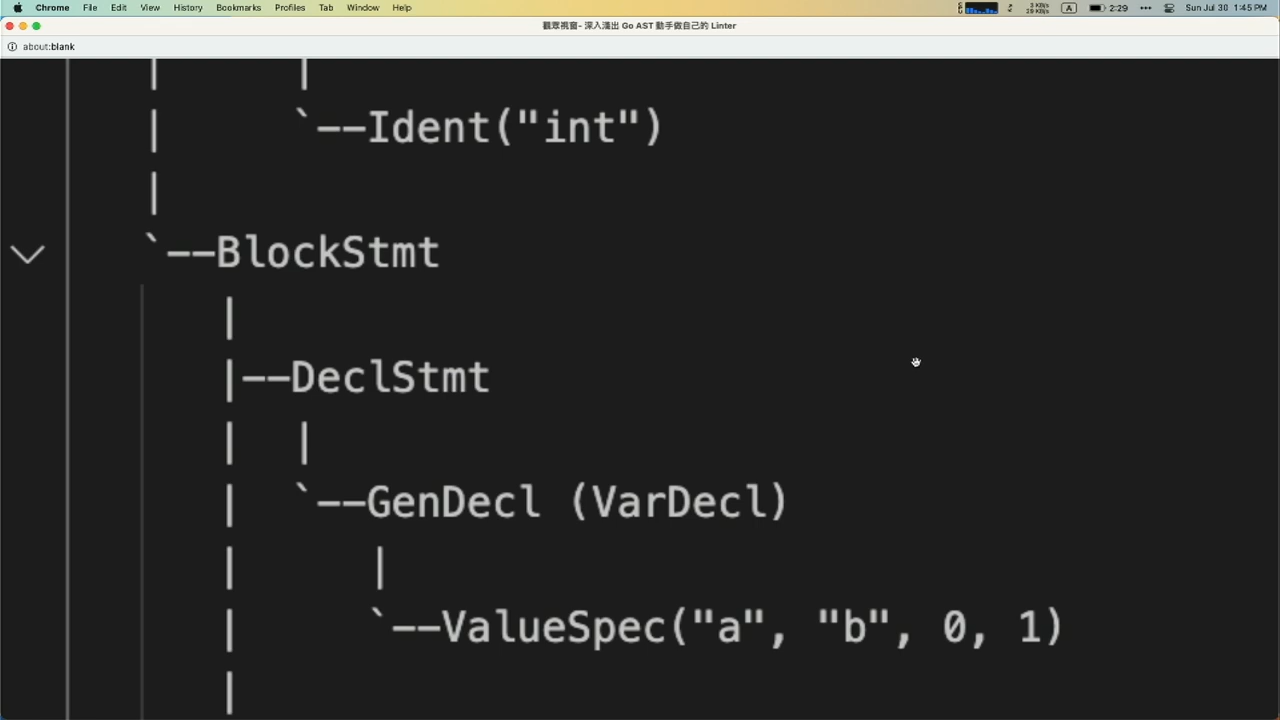 Chrome File Edit View History Bookmarks Profiles Tab Window Help 2:29 Sun Jul 30 1:45 PM
觀眾視窗- 深入淺出 Go AST 動手做自己的 Linter
about:blank
|       |
|       `--Ident("int")
|
`--BlockStmt
|
|--DeclStmt
|   |
|   `--GenDecl (VarDecl)
|       |
|       `--ValueSpec("a", "b", 0, 1)
|